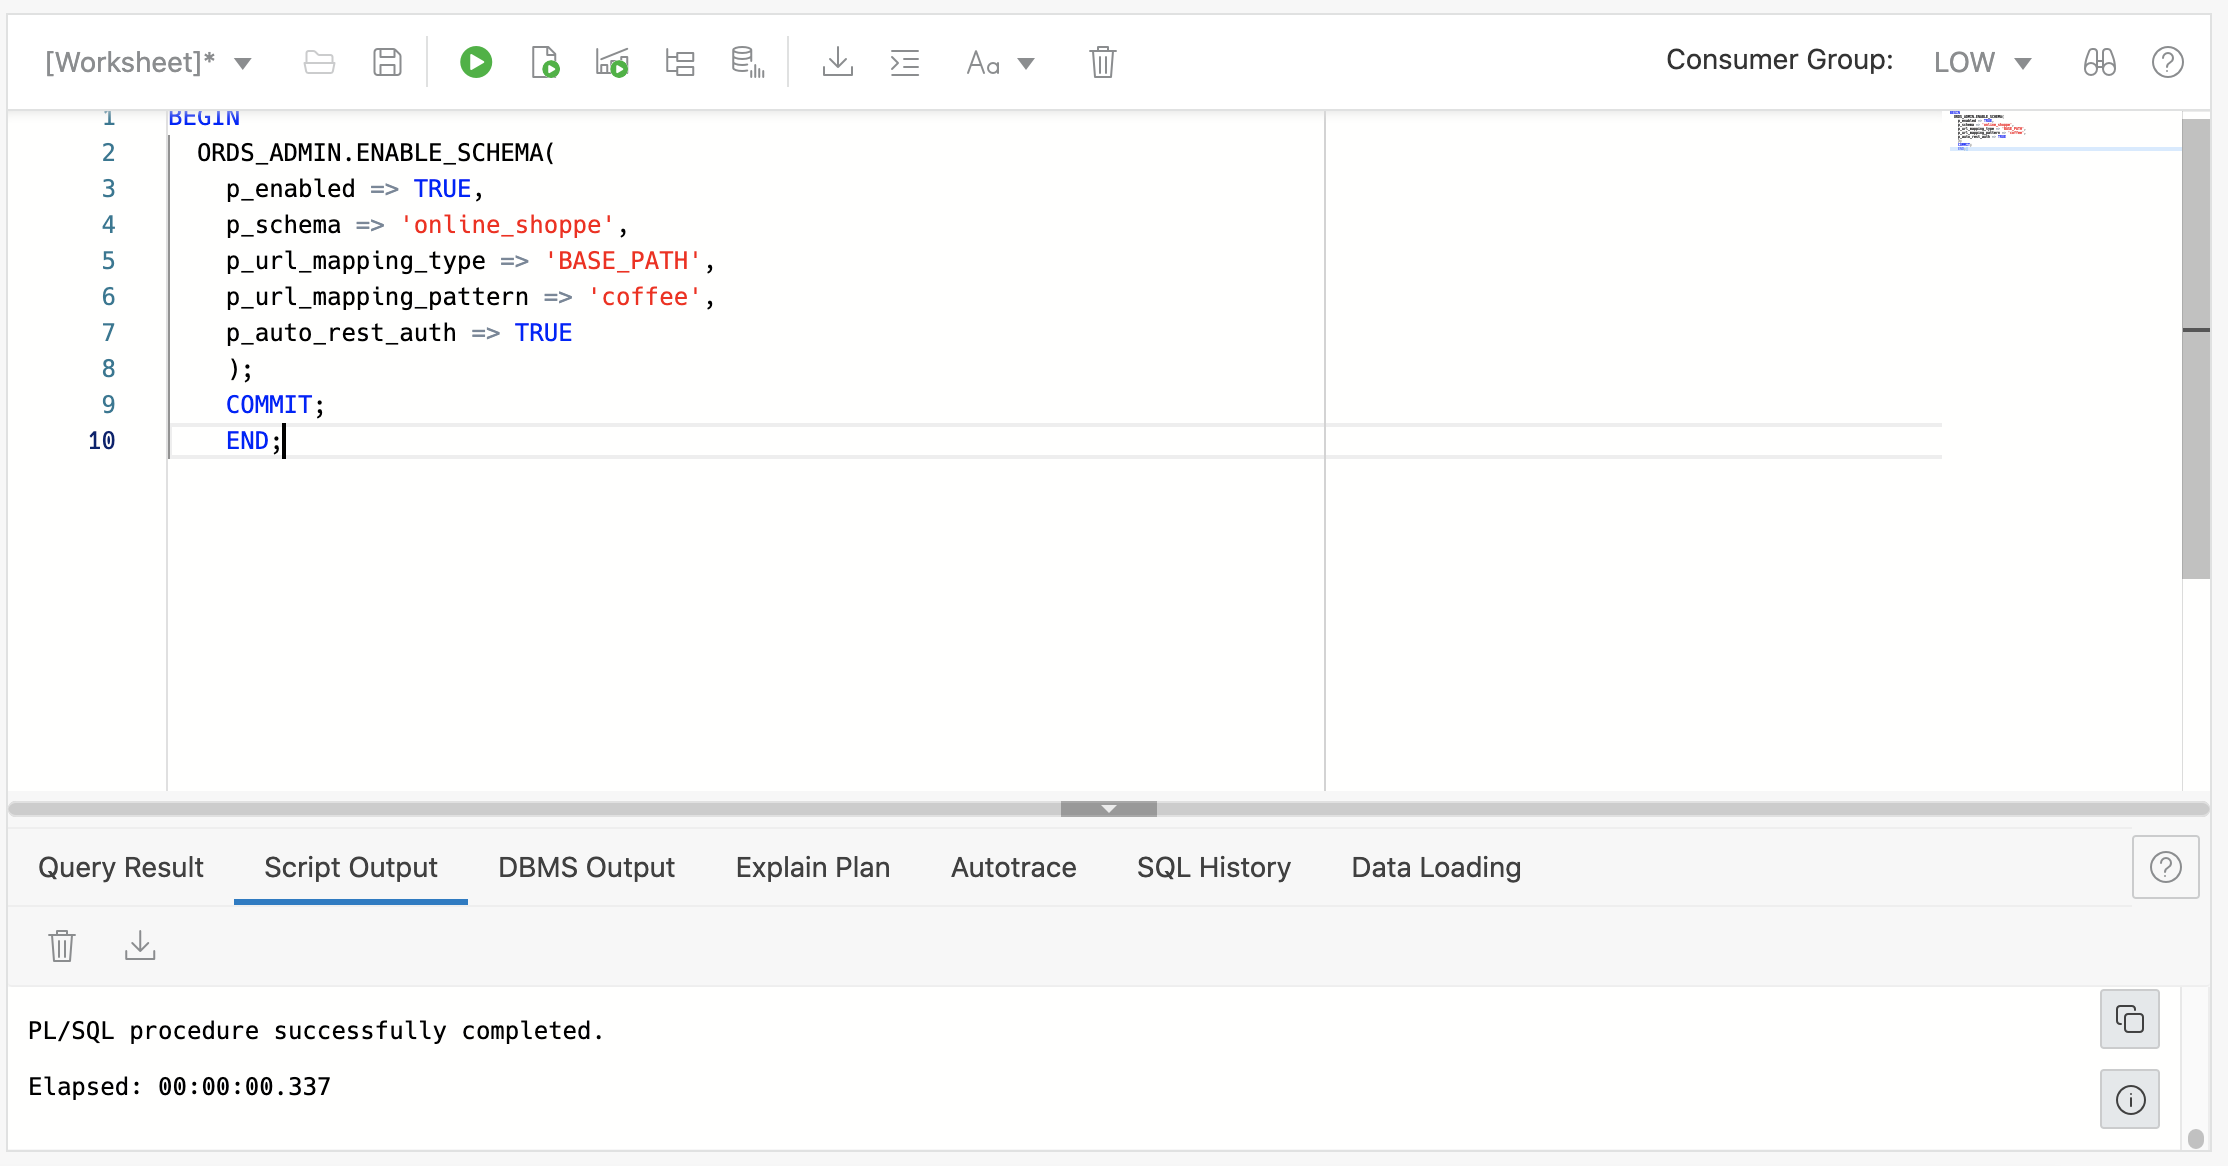 [Worksheet]* Aa Consumer Group: LOW
1 BEGIN
2 ORDS_ADMIN.ENABLE_SCHEMA(
3 p_enabled => TRUE,
4 p_schema => 'online_shoppe',
5 p_url_mapping_type => 'BASE_PATH',
6 p_url_mapping_pattern => 'coffee',
7 p_auto_rest_auth => TRUE
8 );
9 COMMIT;
10 END;
Query Result Script Output DBMS Output Explain Plan Autotrace SQL History Data Loading
PL/SQL procedure successfully completed.
Elapsed: 00:00:00.337